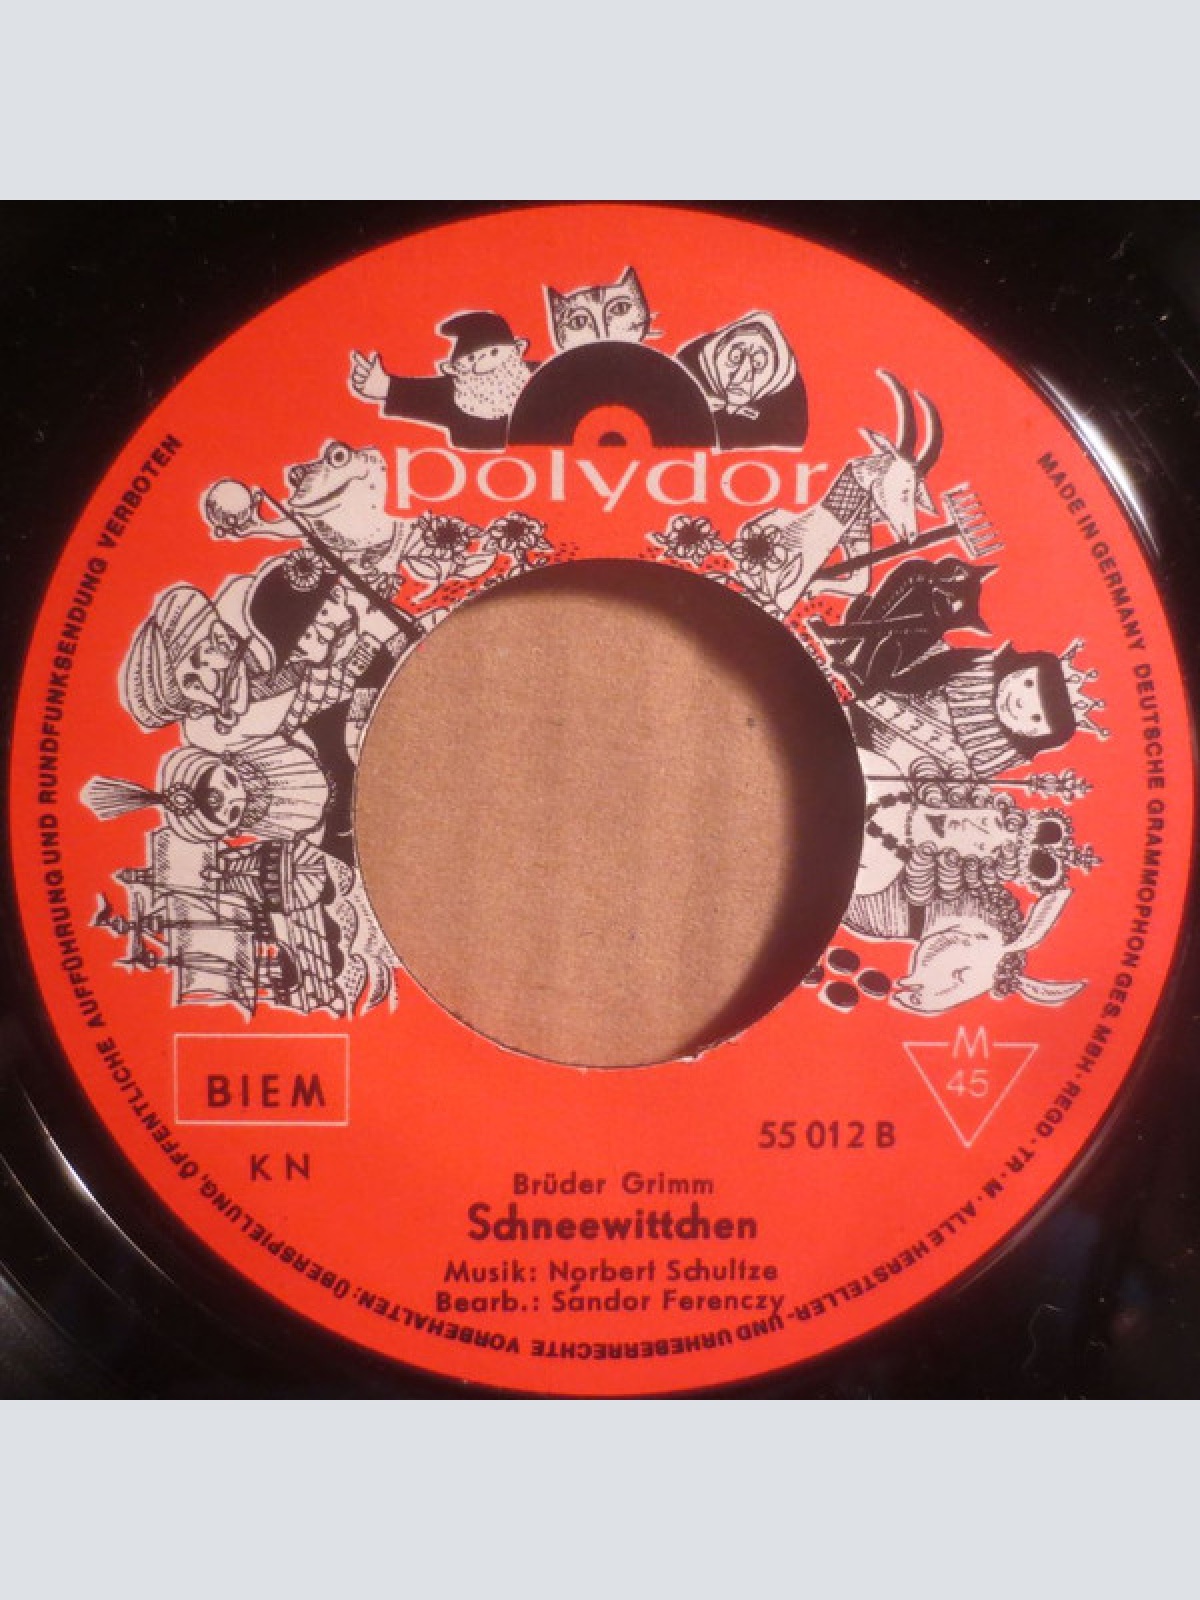 polydor
MADE IN GERMANY DEUTSCHE GRAMMOPHON GES. MBH · REGD · TR · M · ALLE HERSTELLER- UND URHEBERRECHTE VORBEHALTEN: ÜBERSPIELUNG, ÖFFENTLICHE AUFFÜHRUNG UND RUNDFUNKSENDUNG VERBOTEN
BIEM
KN
M
45
55 012 B
Brüder Grimm
Schneewittchen
Musik: Norbert Schultze
Bearb.: Sándor Ferenczy